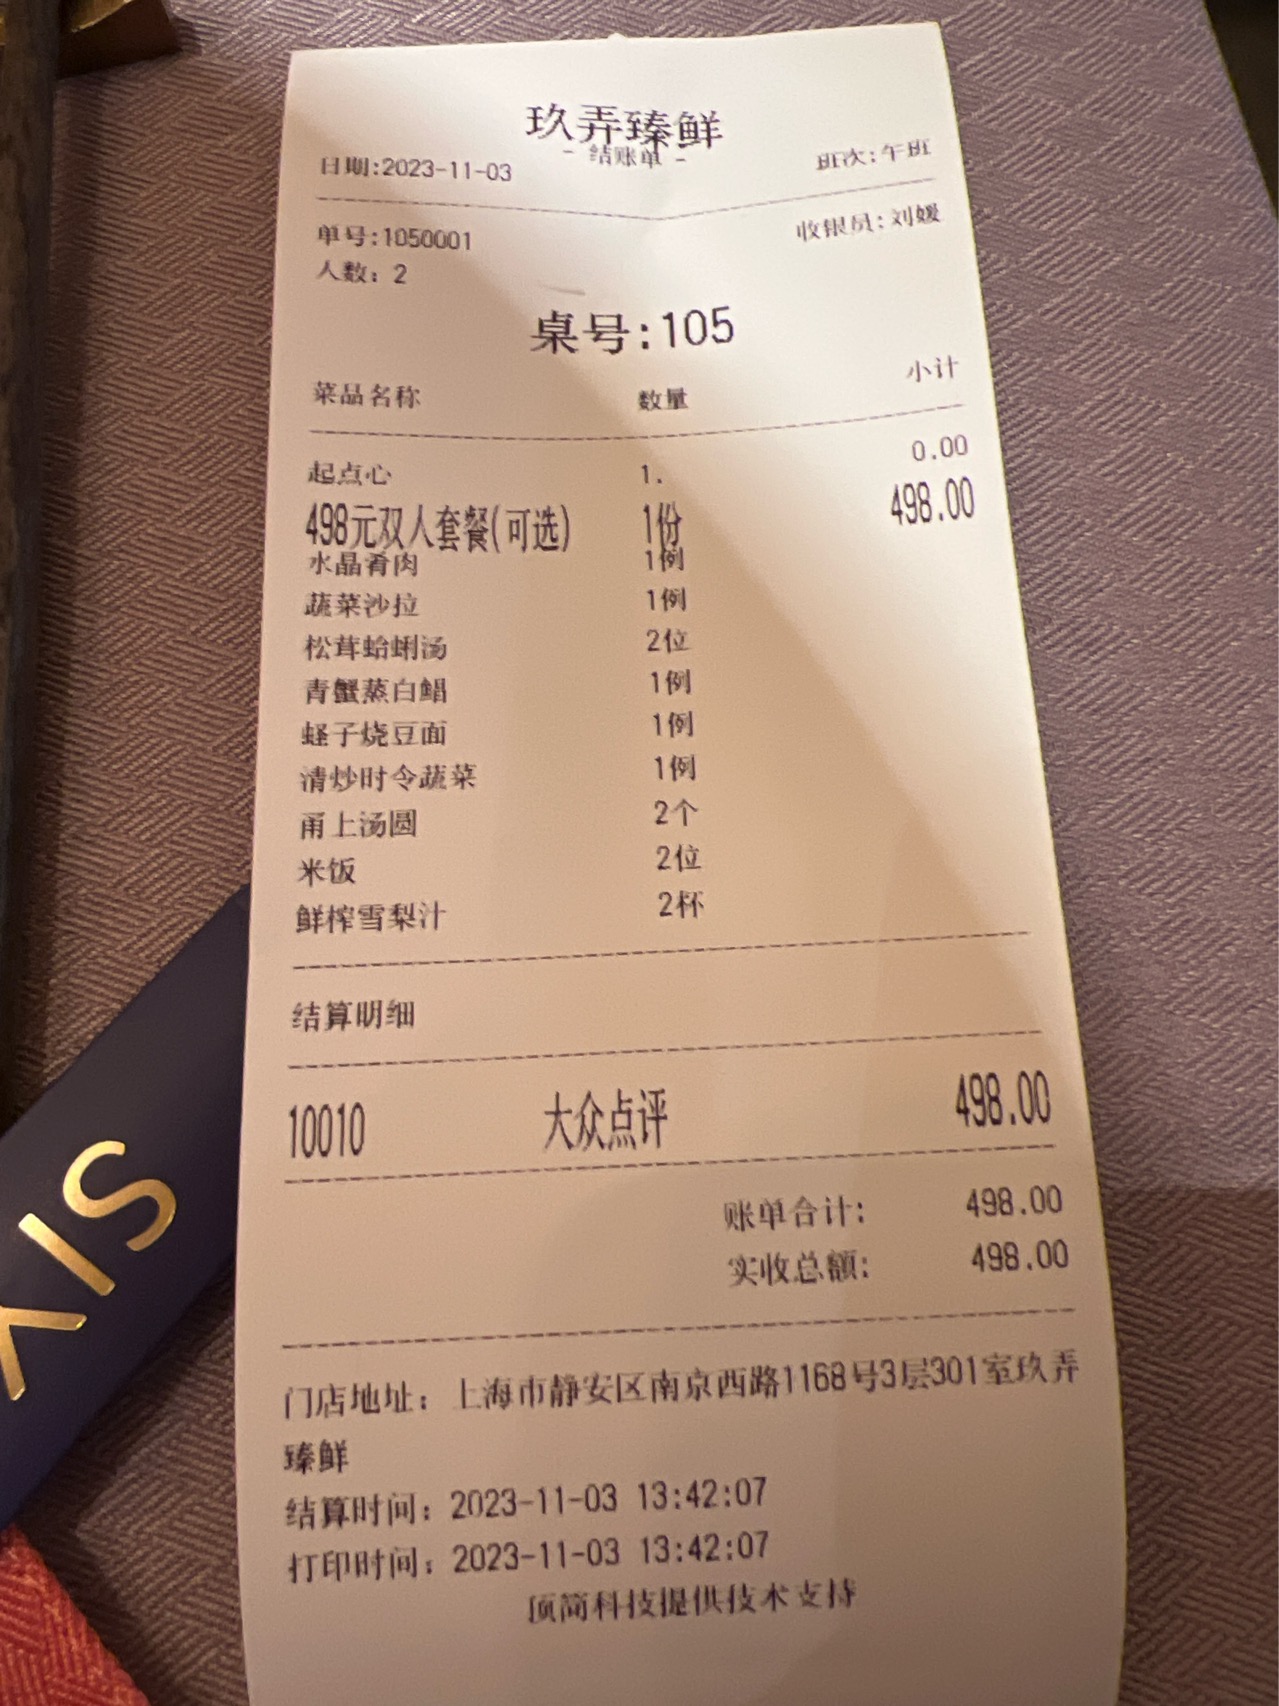 玖弄臻鲜
- 结账单 -
日期:2023-11-03 班次:午班
单号:1050001 收银员:刘媛
人数: 2
桌号:105
菜品名称 数量 小计
起点心 1. 0.00
498元双人套餐(可选) 1份 498.00
水晶肴肉 1例
蔬菜沙拉 1例
松茸蛤蜊汤 2位
青蟹蒸白鲳 1例
蛏子烧豆面 1例
清炒时令蔬菜 1例
甬上汤圆 2个
米饭 2位
鲜榨雪梨汁 2杯
结算明细
10010 大众点评 498.00
账单合计: 498.00
实收总额: 498.00
门店地址: 上海市静安区南京西路1168号3层301室玖弄
臻鲜
结算时间: 2023-11-03 13:42:07
打印时间: 2023-11-03 13:42:07
顶简科技提供技术支持
SIX